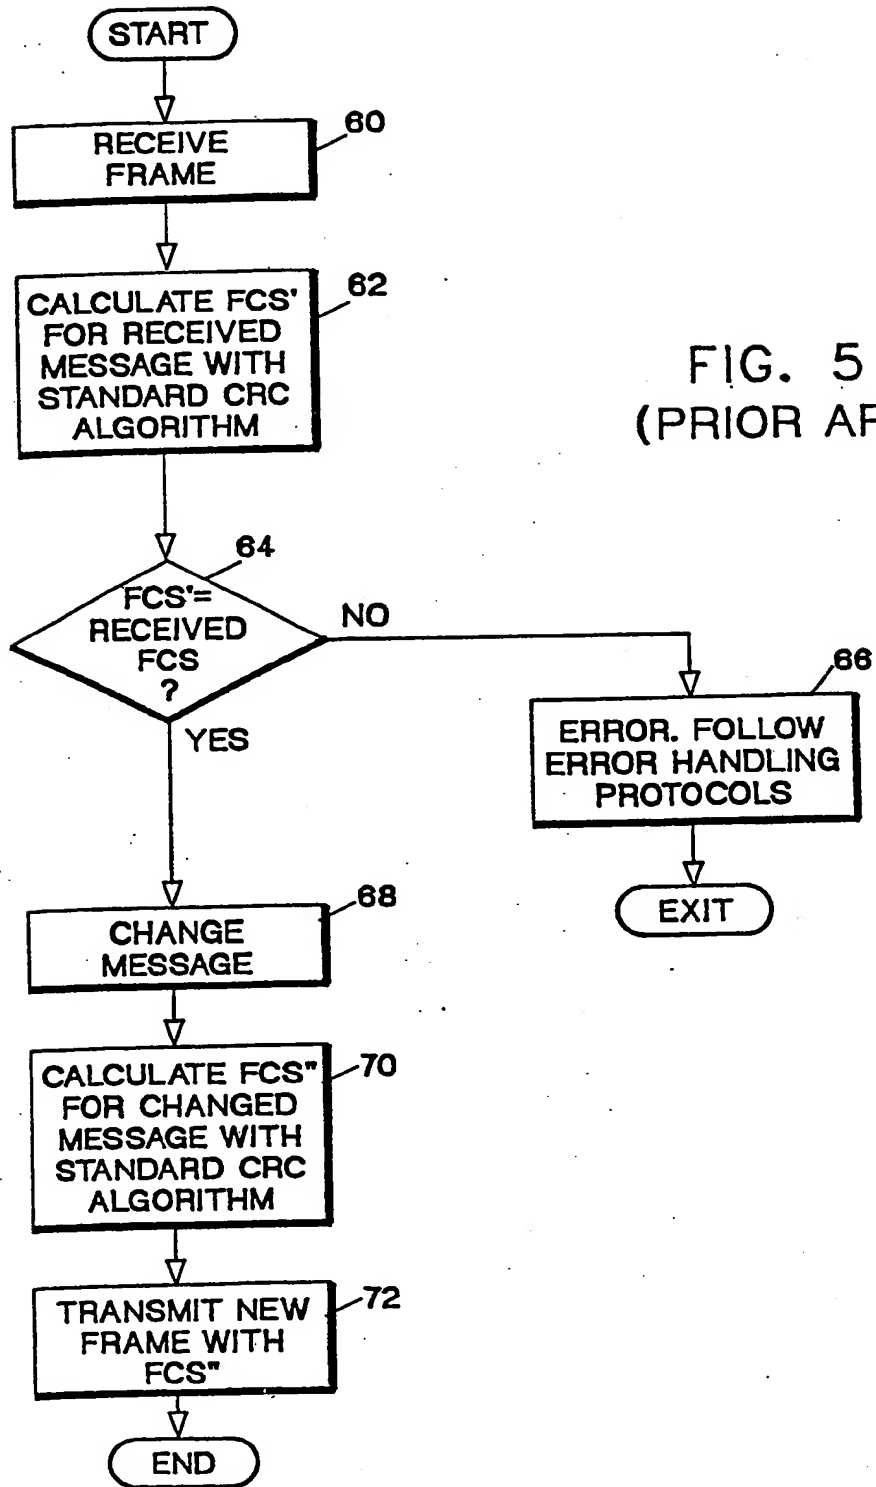 START
60
RECEIVE
FRAME
62
CALCULATE FCS'
FOR RECEIVED
MESSAGE WITH
STANDARD CRC
ALGORITHM
FIG. 5
(PRIOR
64
FCS'=
RECEIVED
FCS
?
NO
YES
66
ERROR. FOLLOW
ERROR HANDLING
PROTOCOLS
EXIT
68
CHANGE
MESSAGE
70
CALCULATE FCS"
FOR CHANGED
MESSAGE WITH
STANDARD CRC
ALGORITHM
72
TRANSMIT NEW
FRAME WITH
FCS"
END